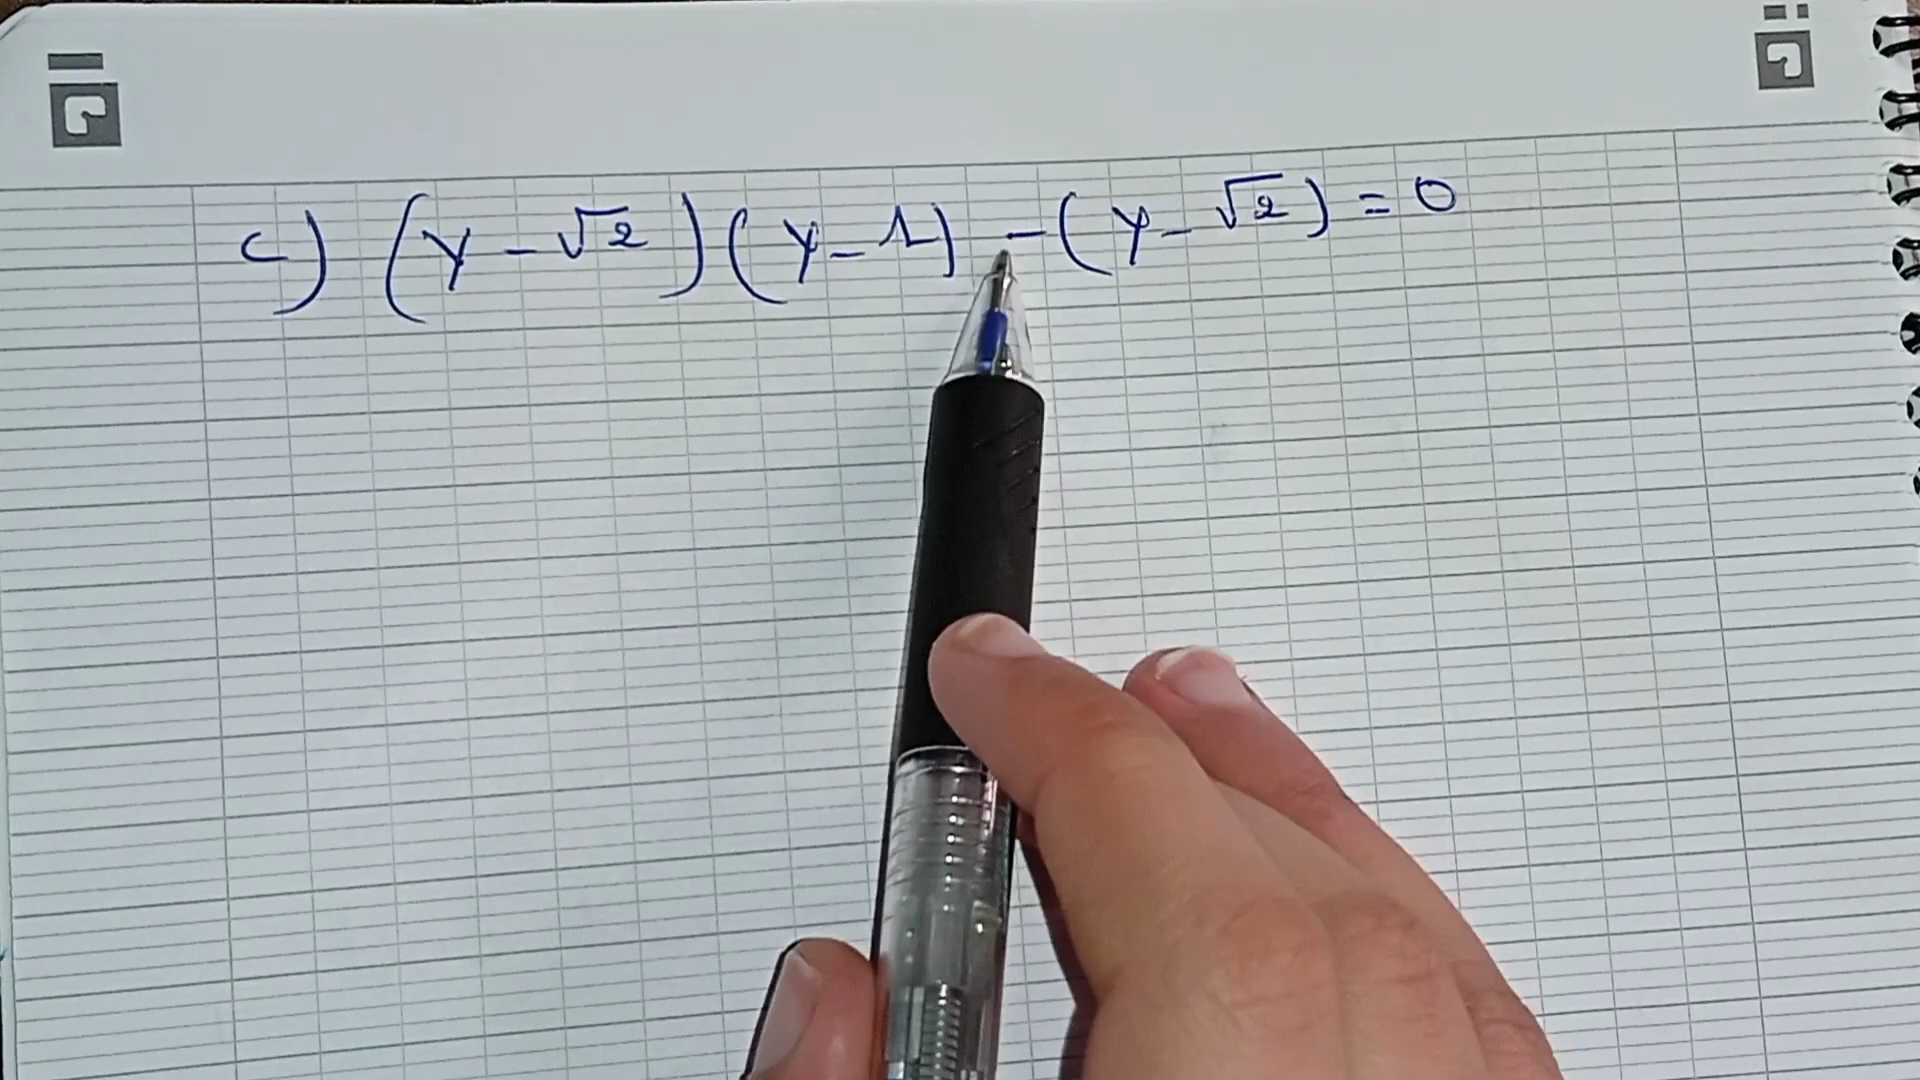 c) (y - √2)(y - 1) - (y - √2) = 0